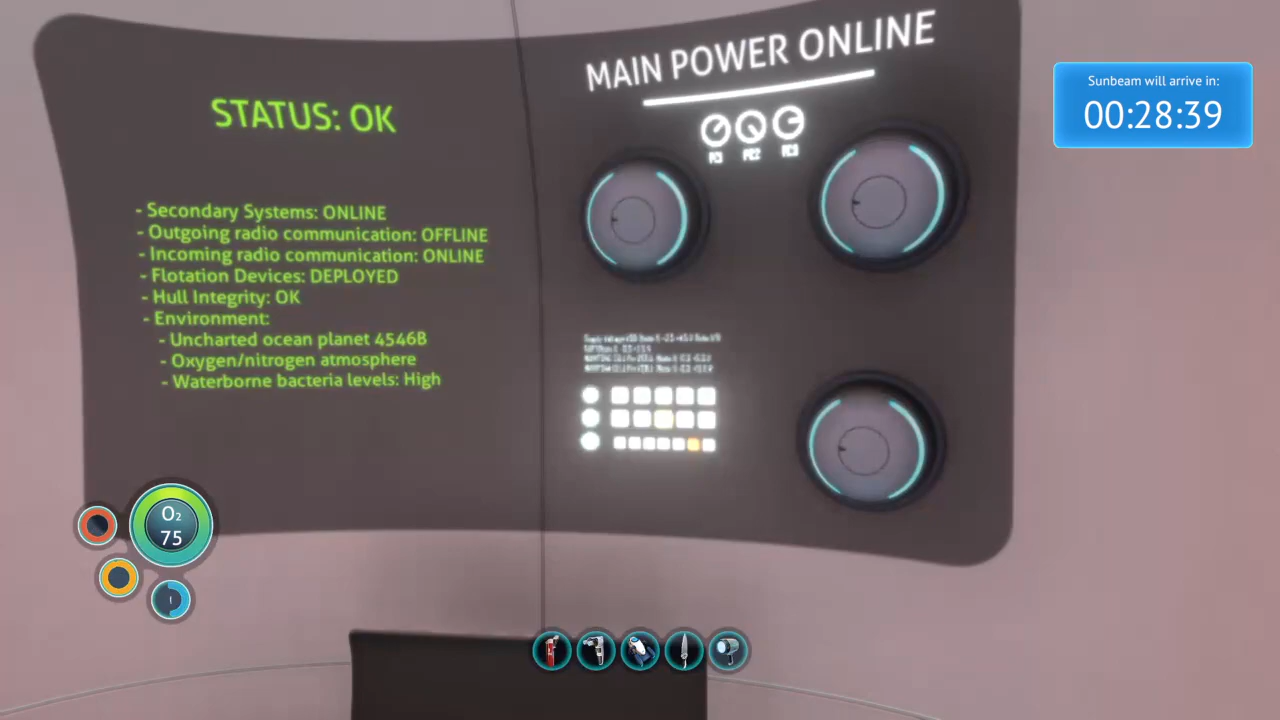 STATUS: OK
- Secondary Systems: ONLINE
- Outgoing radio communication: OFFLINE
- Incoming radio communication: ONLINE
- Flotation Devices: DEPLOYED
- Hull Integrity: OK
- Environment:
- Uncharted ocean planet 4546B
- Oxygen/nitrogen atmosphere
- Waterborne bacteria levels: High
MAIN POWER ONLINE
Sunbeam will arrive in:
00:28:39
O₂
75